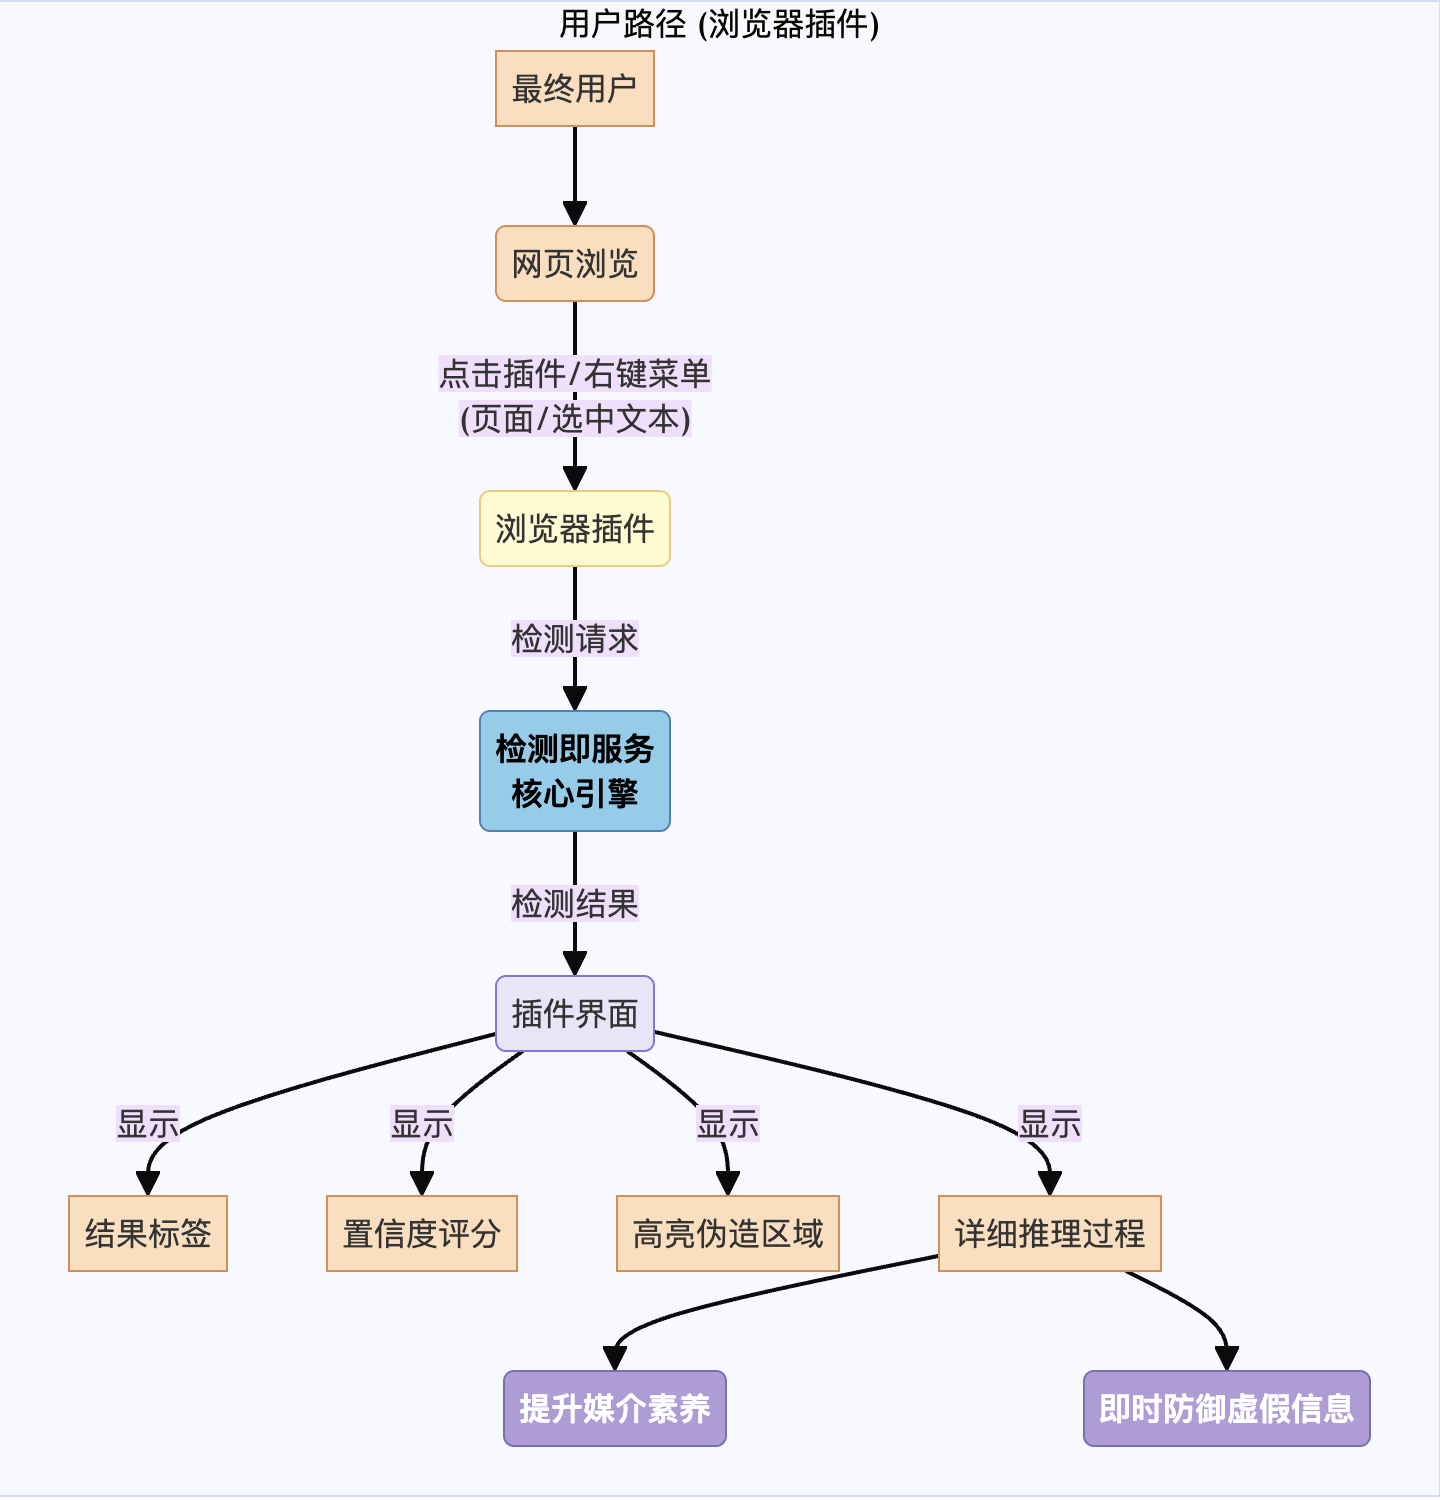 用户路径 (浏览器插件)
最终用户
网页浏览
点击插件/右键菜单
(页面/选中文本)
浏览器插件
检测请求
检测即服务
核心引擎
检测结果
插件界面
显示
显示
显示
显示
结果标签
置信度评分
高亮伪造区域
详细推理过程
提升媒介素养
即时防御虚假信息